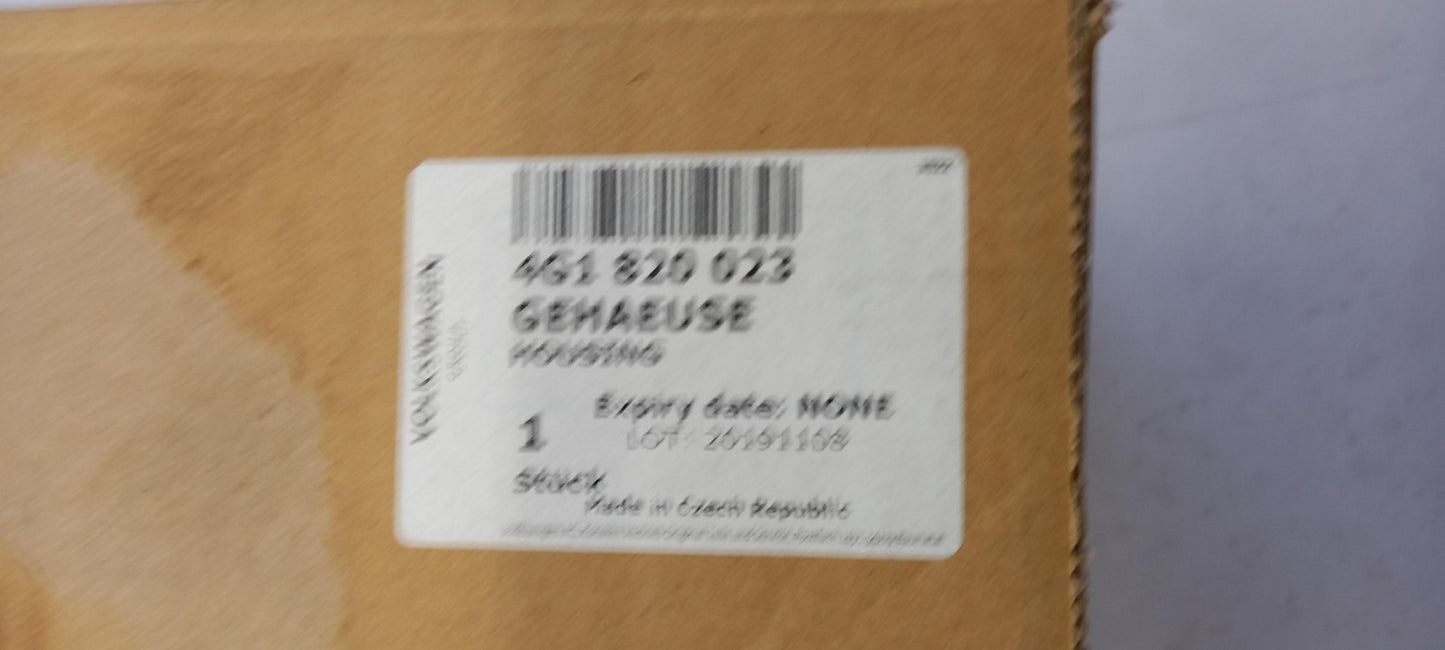 VOLKSWAGEN
4G1 820 023
GEHAEUSE
HOUSING
Expiry date: NONE
1
LOT: 20191108
Stück
Made in Czech Republic